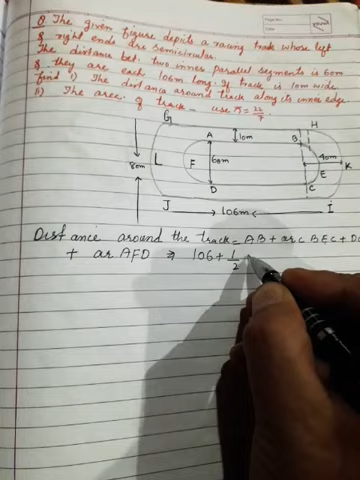 Q. The given figure depicts a racing track whose left
& right ends are semicircular.
The distance bet. two inner parallel segments is 60m
& they are each 106m long. If track is 10m wide
find i) The distance around track along its inner edge
ii) The area of track - use π = 22/7
G H
A 10m B
80m L F 60m 40m K
E
D C
J 106m I
Distance around the track = AB + arc BEC + DC
+ ar AFD ⇒ 106 + 1/2